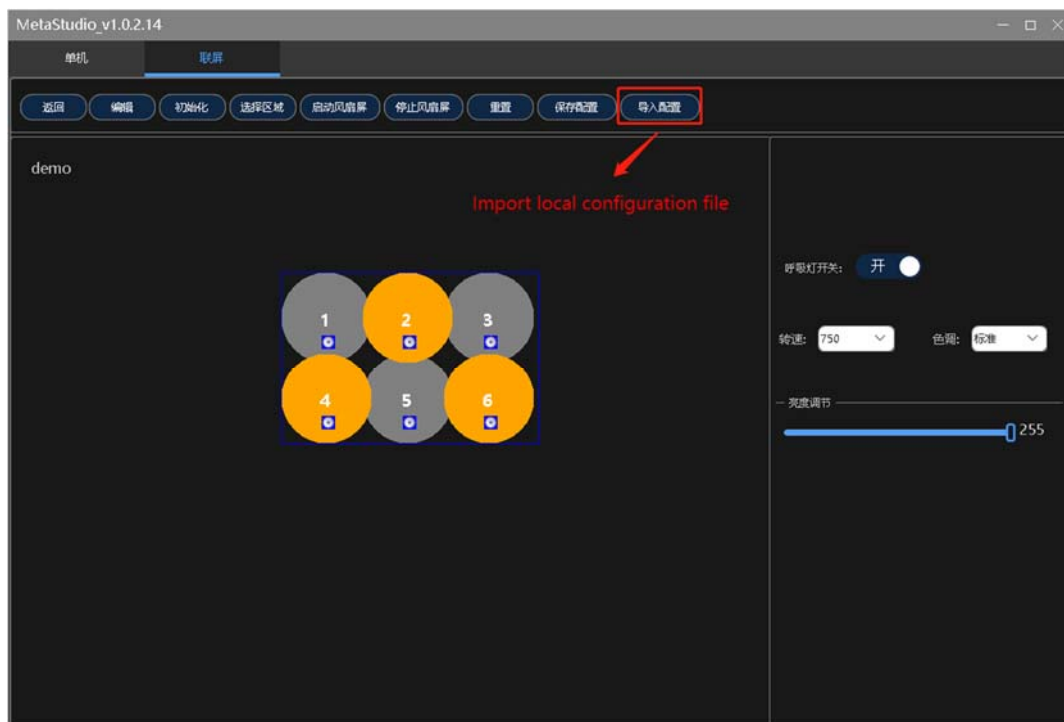 MetaStudio_v1.0.2.14
单机 联屏
返回 编辑 初始化 选择区域 启动风扇屏 停止风扇屏 重置 保存配置 导入配置
demo
Import local configuration file
呼吸灯开关: 开
1 2 3
转速: 750 色调: 标准
4 5 6
亮度调节
255